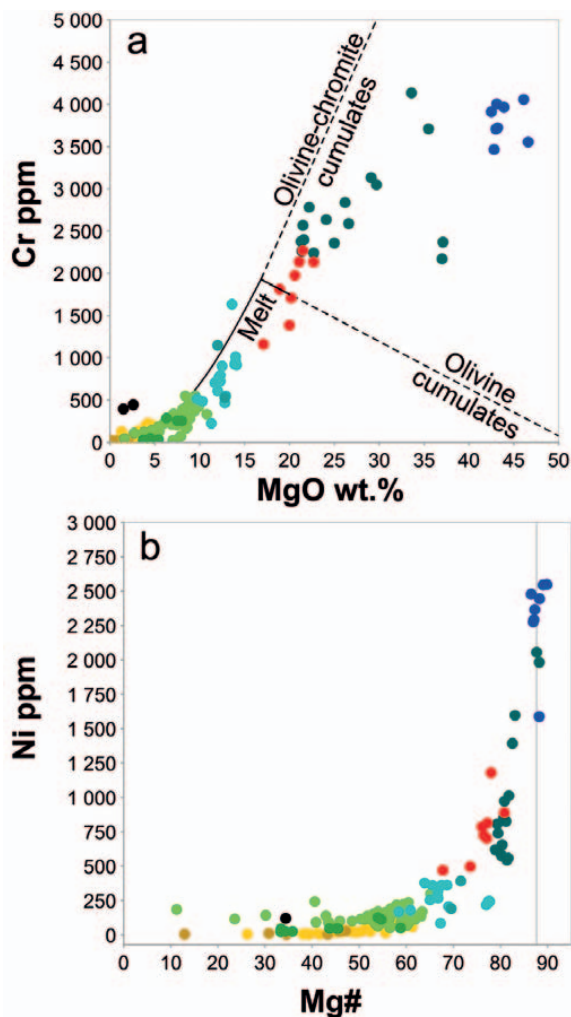 a
5 000
4 500
4 000
3 500
3 000
2 500
2 000
1 500
1 000
500
0
Cr ppm
Olivine-chromite
cumulates
Melt
Olivine
cumulates
0 5 10 15 20 25 30 35 40 45 50
MgO wt.%
b
3 000
2 750
2 500
2 250
2 000
1 750
1 500
1 250
1 000
750
500
250
0
Ni ppm
0 10 20 30 40 50 60 70 80 90
Mg#